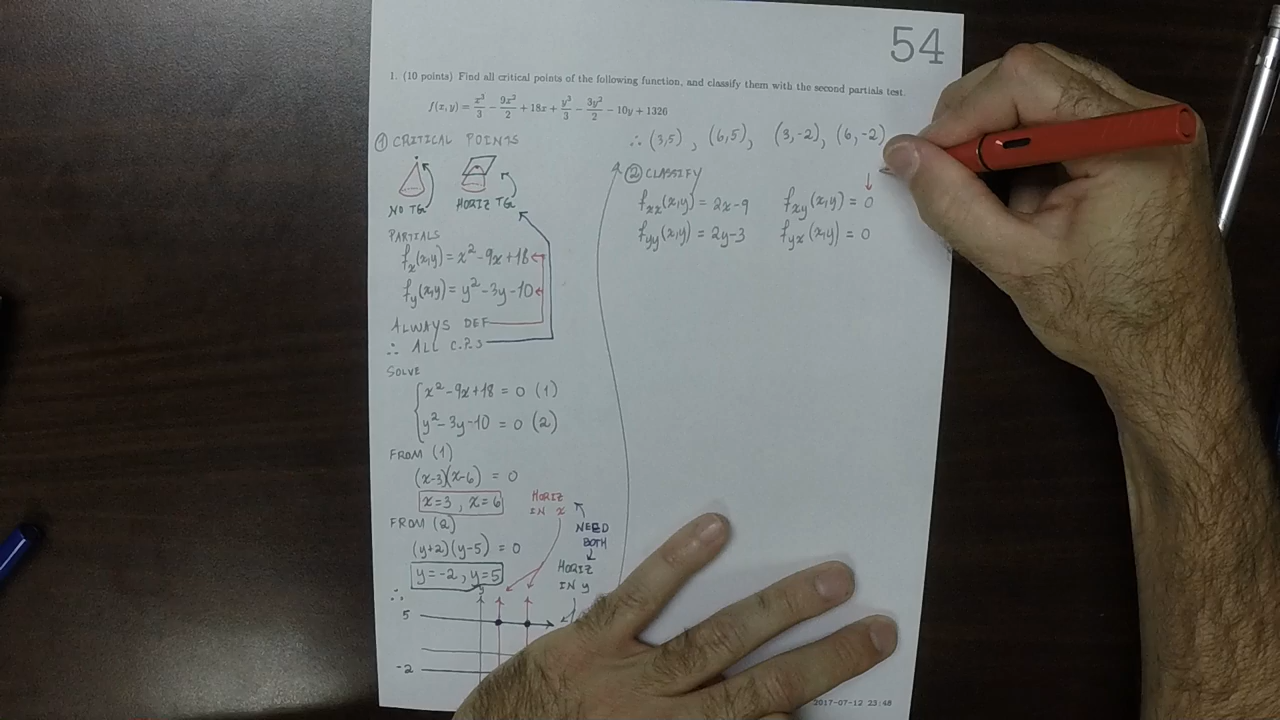 54
1. (10 points) Find all critical points of the following function, and classify them with the second partials test.
f(x, y) = x³/3 − 9x²/2 + 18x + y³/3 − 3y²/2 − 10y + 1326
① CRITICAL POINTS
NO TG HORIZ TG
PARTIALS
fx(x,y) = x² - 9x + 18
fy(x,y) = y² - 3y - 10
ALWAYS DEF
∴ ALL C.P.S
SOLVE
x² - 9x + 18 = 0 (1)
y² - 3y - 10 = 0 (2)
FROM (1)
(x-3)(x-6) = 0
x=3, x=6
FROM (2)
(y+2)(y-5) = 0
y=-2, y=5
HORIZ
IN x
NEED
BOTH
HORIZ
IN y
∴
y
5
-2
∴ (3,5), (6,5), (3,-2), (6,-2)
② CLASSIFY
fxx(x,y) = 2x-9 fxy(x,y) = 0
fyy(x,y) = 2y-3 fyx(x,y) = 0
2017-07-12 23:48